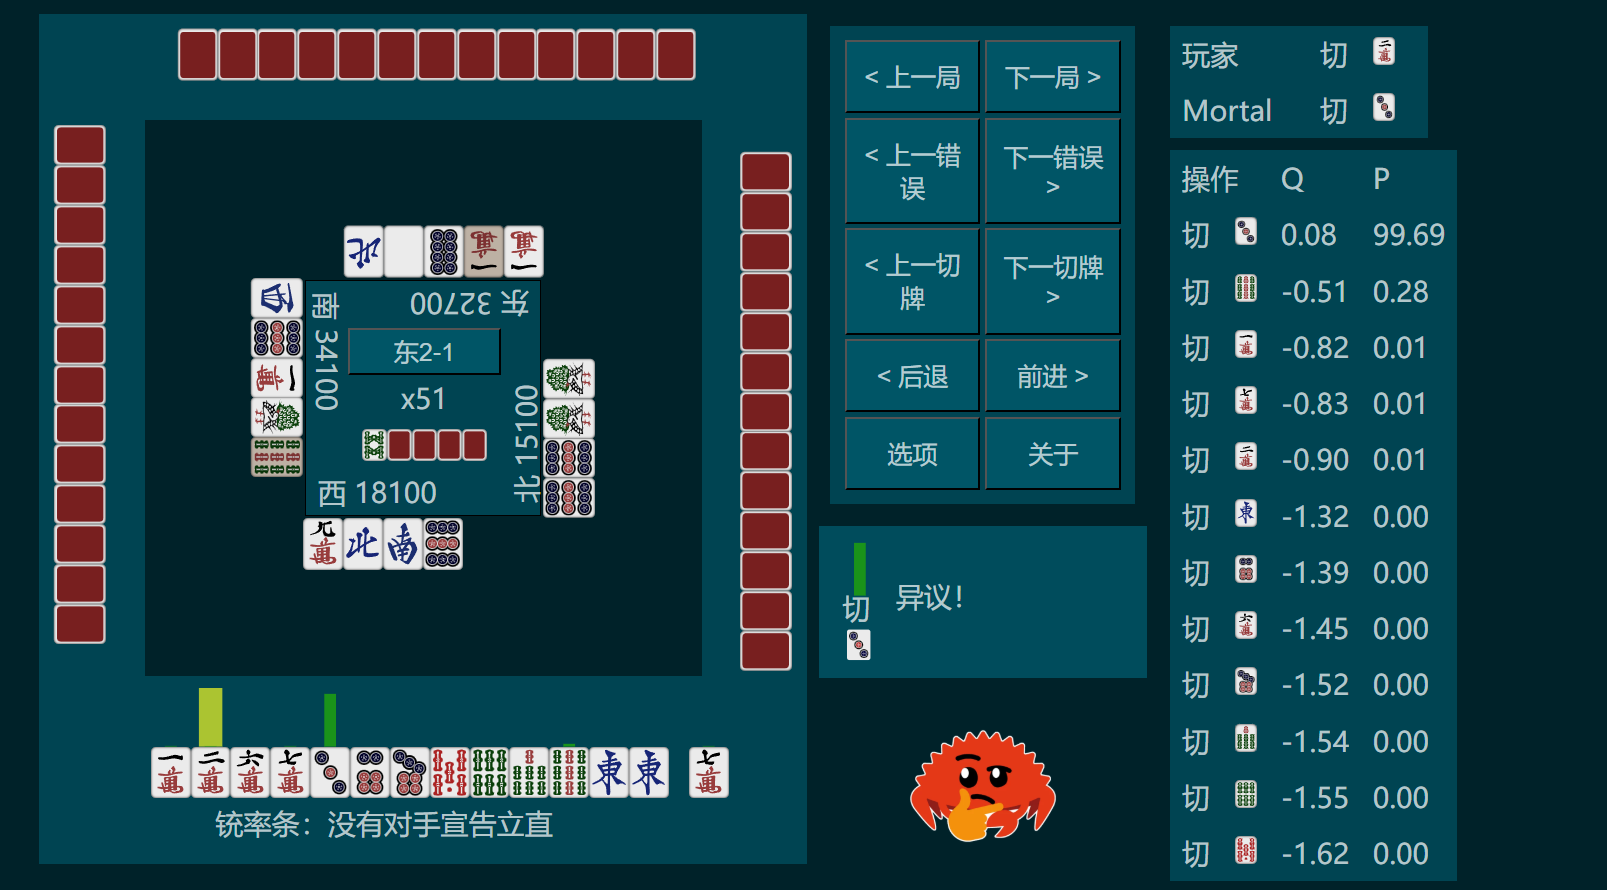 东 32700
南 34100
东2-1
x51
北 15100
西 18100
铳率条：没有对手宣告立直
< 上一局
下一局 >
< 上一错
误
下一错误
>
< 上一切
牌
下一切牌
>
< 后退
前进 >
选项
关于
切
异议！
玩家 切
Mortal 切
操作 Q P
切 0.08 99.69
切 -0.51 0.28
切 -0.82 0.01
切 -0.83 0.01
切 -0.90 0.01
切 -1.32 0.00
切 -1.39 0.00
切 -1.45 0.00
切 -1.52 0.00
切 -1.54 0.00
切 -1.55 0.00
切 -1.62 0.00